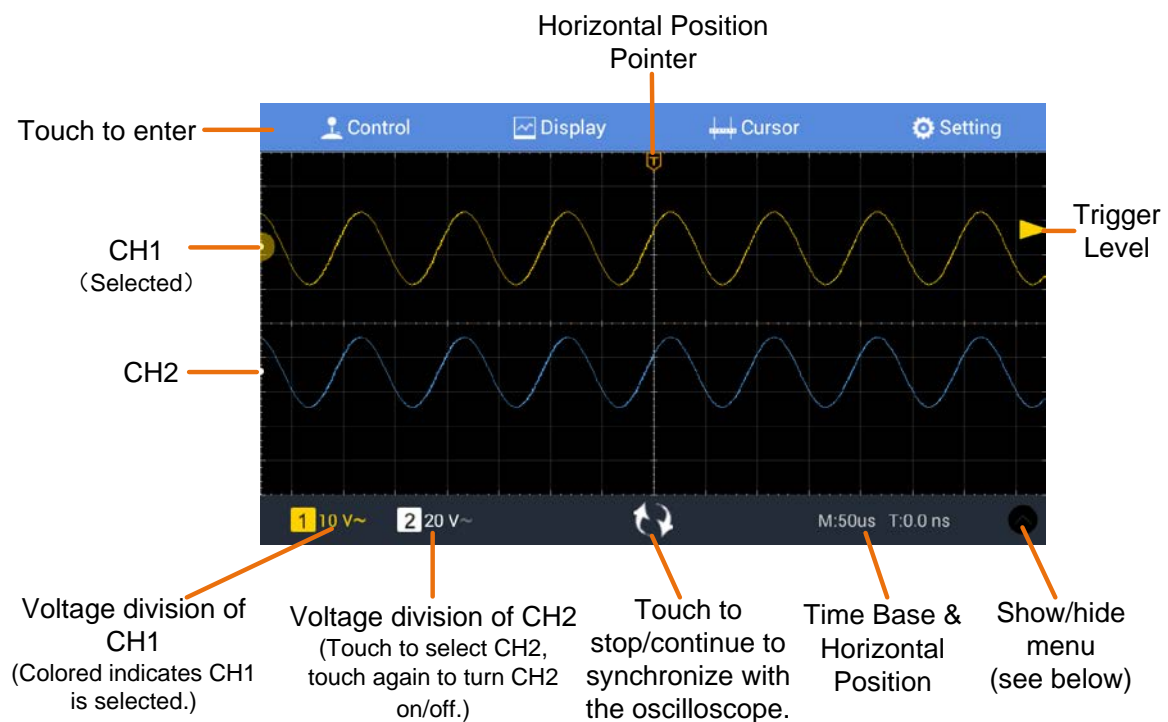 Horizontal Position
Pointer
Touch to enter
Control
Display
Cursor
Setting
T
CH1
（Selected）
Trigger
Level
CH2
1 10 V~
2 20 V~
M:50us T:0.0 ns
Voltage division of
CH1
(Colored indicates CH1
is selected.)
Voltage division of CH2
(Touch to select CH2,
touch again to turn CH2
on/off.)
Touch to
stop/continue to
synchronize with
the oscilloscope.
Time Base &
Horizontal
Position
Show/hide
menu
(see below)